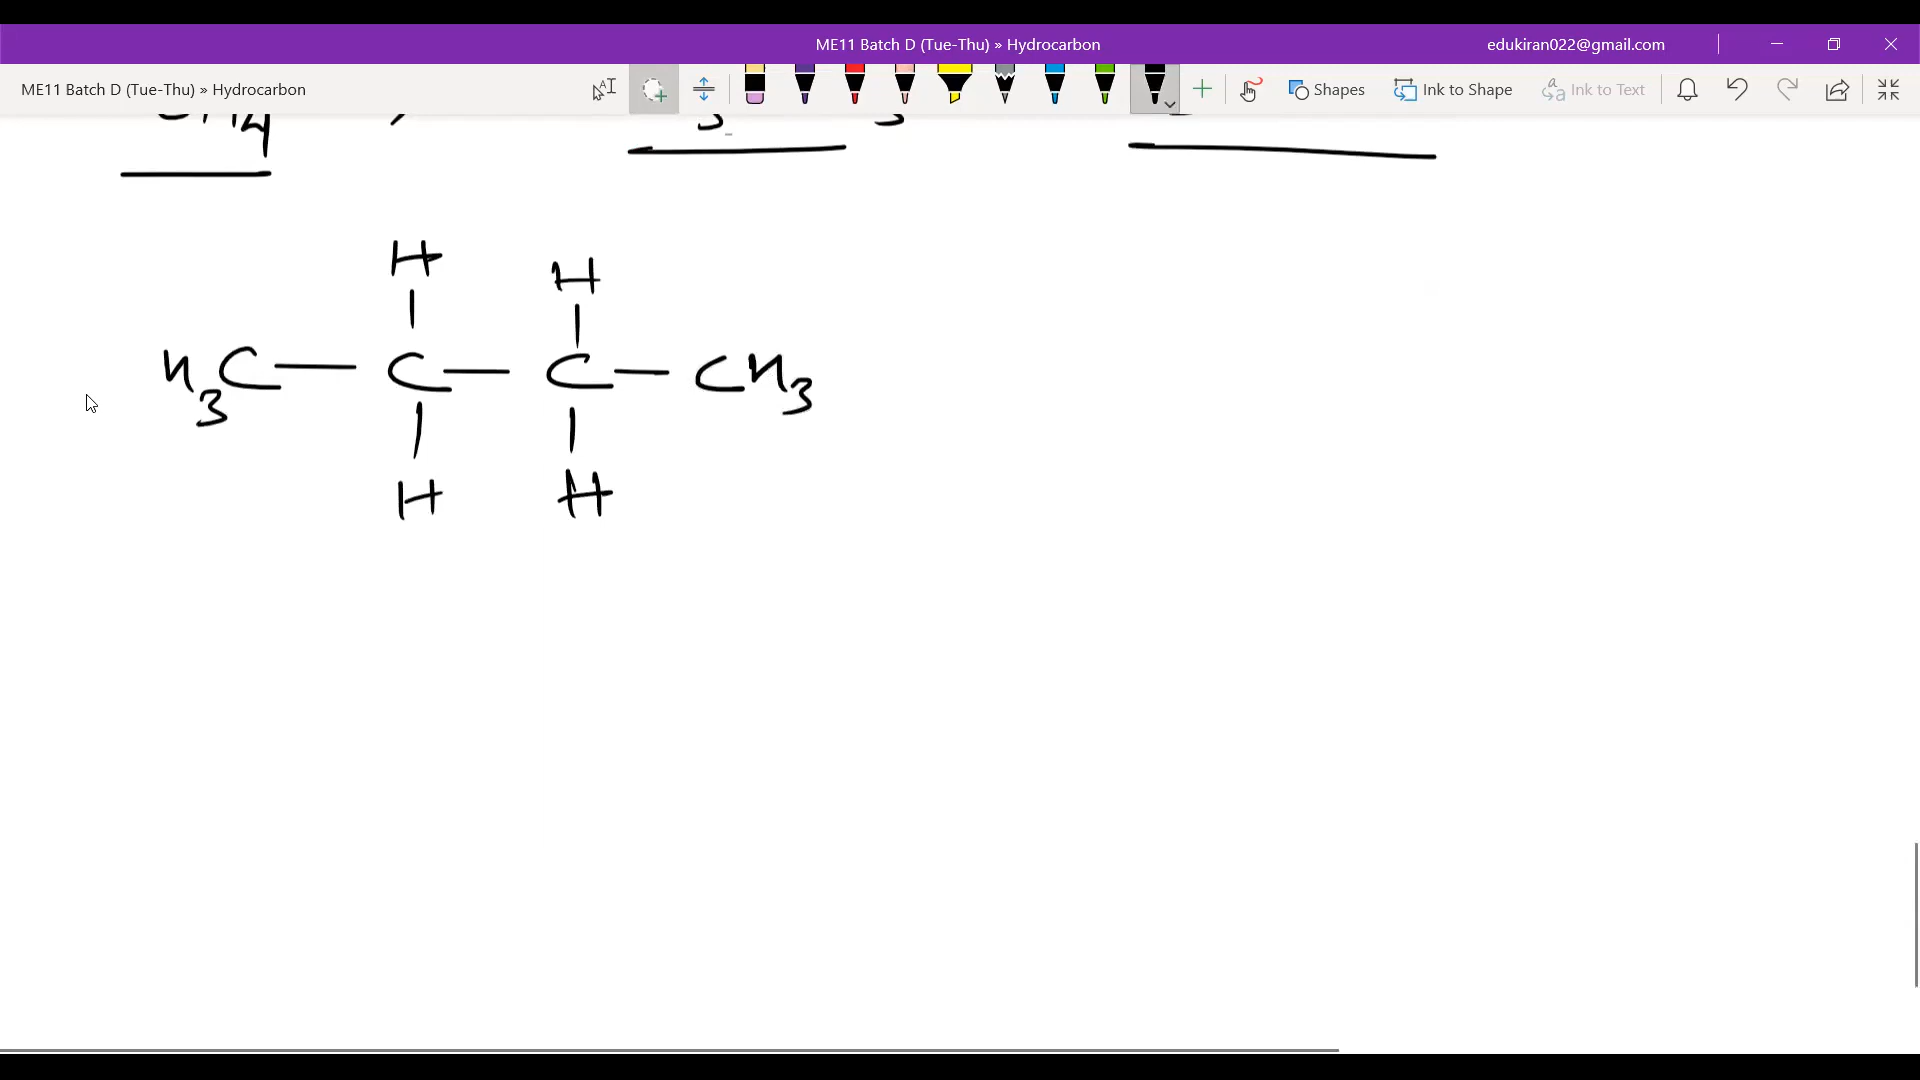 ME11 Batch D (Tue-Thu) » Hydrocarbon
edukiran022@gmail.com
ME11 Batch D (Tue-Thu) » Hydrocarbon
Shapes
Ink to Shape
Ink to Text
H H
H3C — C — C — CH3
H H